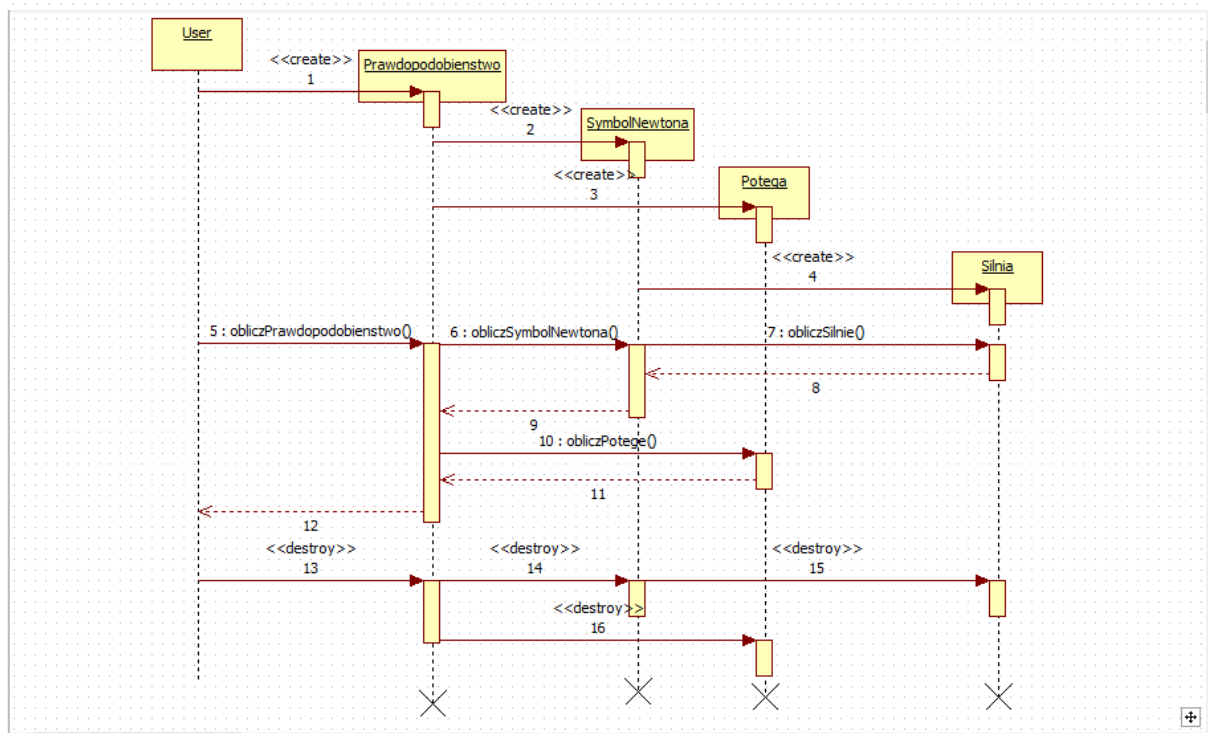 User
<<create>>
1
Prawdopodobienstwo
<<create>>
2
SymbolNewtona
<<create>>
3
Potega
<<create>>
4
Silnia
5 : obliczPrawdopodobienstwo()
6 : obliczSymbolNewtona()
7 : obliczSilnie()
8
9
10 : obliczPotege()
11
12
<<destroy>>
13
<<destroy>>
14
<<destroy>>
15
<<destroy>>
16